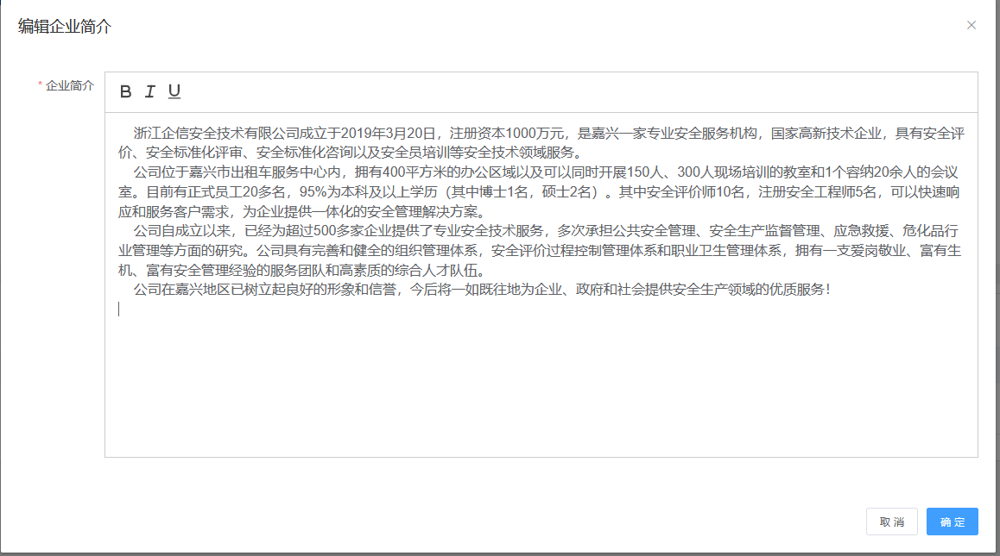 编辑企业简介
* 企业简介
B I U
浙江企信安全技术有限公司成立于2019年3月20日，注册资本1000万元，是嘉兴一家专业安全服务机构，国家高新技术企业，具有安全评
价、安全标准化评审、安全标准化咨询以及安全员培训等安全技术领域服务。
公司位于嘉兴市出租车服务中心内，拥有400平方米的办公区域以及可以同时开展150人、300人现场培训的教室和1个容纳20余人的会议
室。目前有正式员工20多名，95%为本科及以上学历（其中博士1名，硕士2名）。其中安全评价师10名，注册安全工程师5名，可以快速响
应和服务客户需求，为企业提供一体化的安全管理解决方案。
公司自成立以来，已经为超过500多家企业提供了专业安全技术服务，多次承担公共安全管理、安全生产监督管理、应急救援、危化品行
业管理等方面的研究。公司具有完善和健全的组织管理体系，安全评价过程控制管理体系和职业卫生管理体系，拥有一支爱岗敬业、富有生
机、富有安全管理经验的服务团队和高素质的综合人才队伍。
公司在嘉兴地区已树立起良好的形象和信誉，今后将一如既往地为企业、政府和社会提供安全生产领域的优质服务！
取消 确定